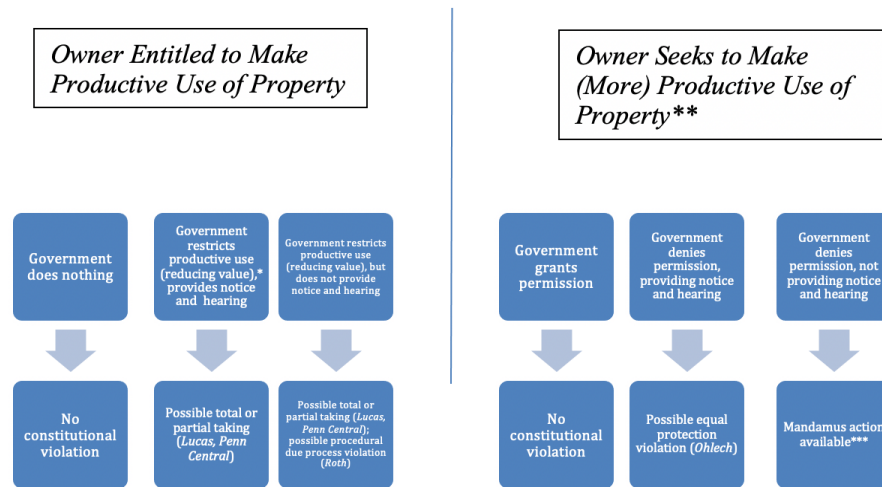 Owner Entitled to Make
Productive Use of Property
Owner Seeks to Make
(More) Productive Use of
Property**
Government
does nothing
Government
restricts
productive use
(reducing value),*
provides notice
and hearing
Government restricts
productive use
(reducing value), but
does not provide
notice and hearing
Government
grants
permission
Government
denies
permission,
providing notice
and hearing
Government
denies
permission, not
providing notice
and hearing
No
constitutional
violation
Possible total or
partial taking
(Lucas, Penn
Central)
Possible total or
partial taking (Lucas,
Penn Central);
possible procedural
due process violation
(Roth)
No
constitutional
violation
Possible equal
protection
violation (Ohlech)
Mandamus action
available***